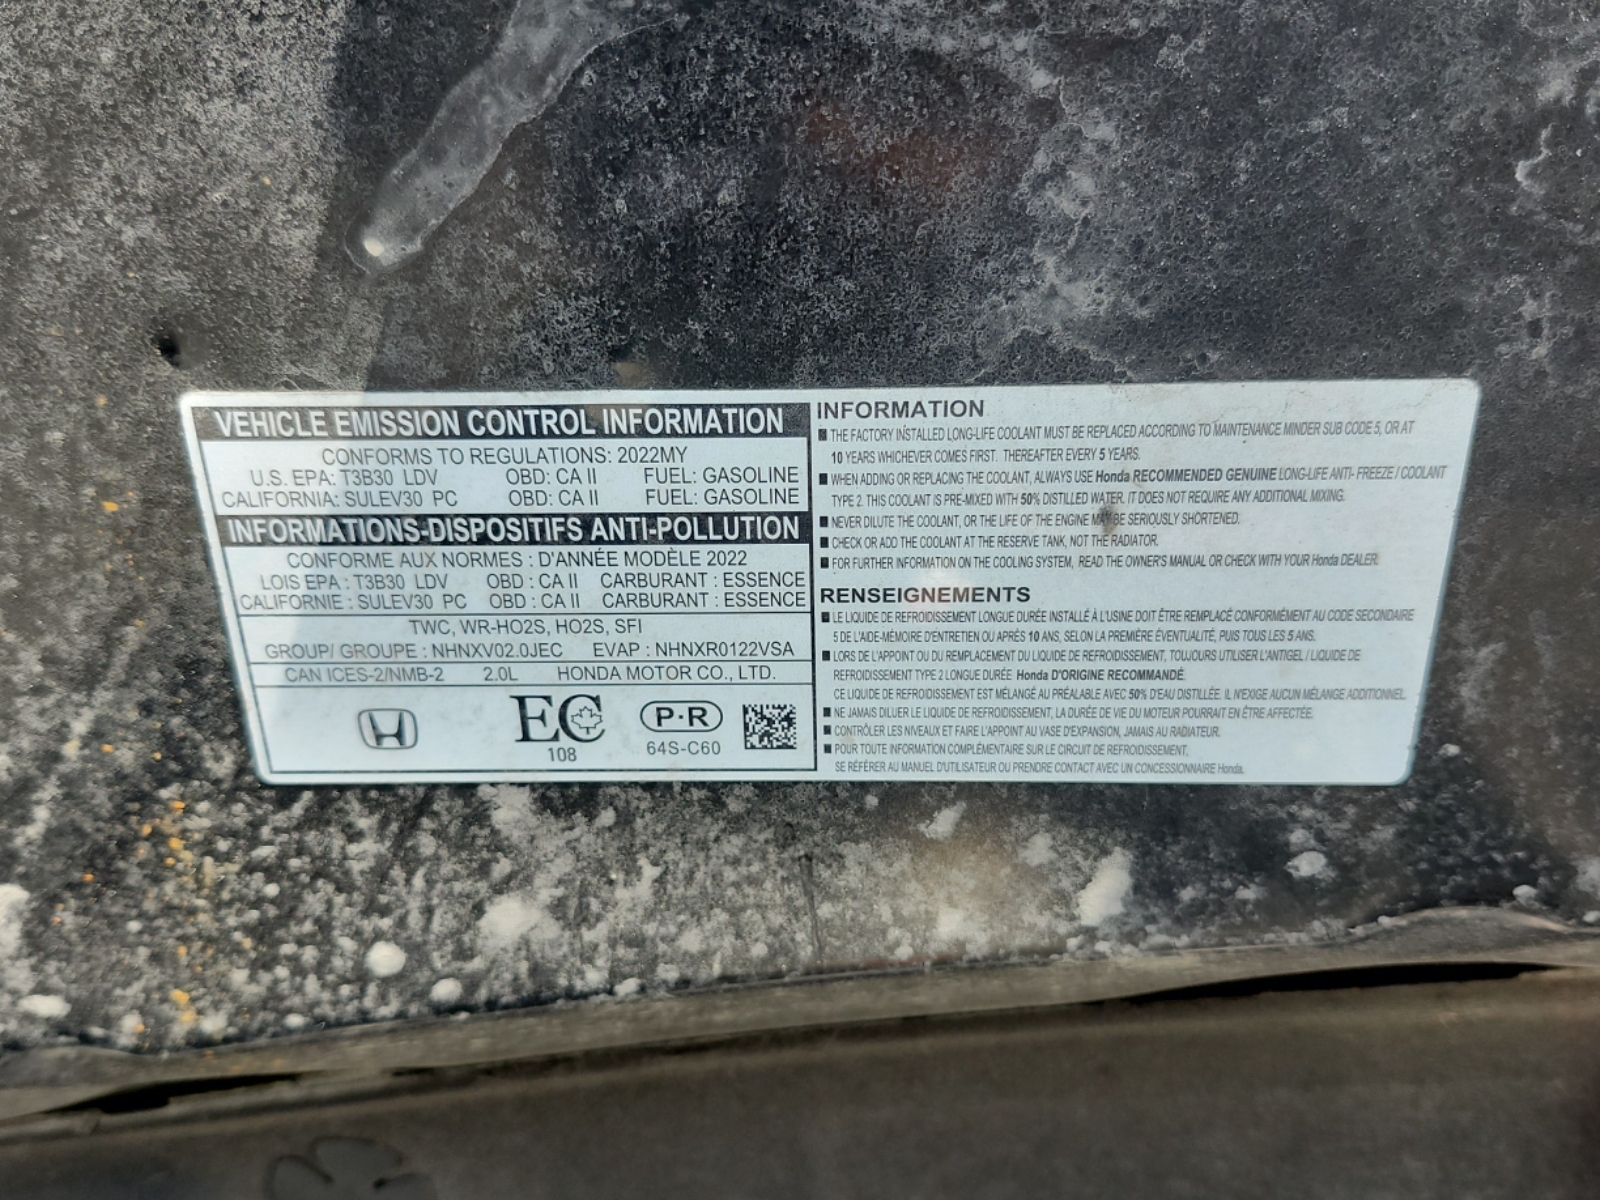 VEHICLE EMISSION CONTROL INFORMATION
CONFORMS TO REGULATIONS: 2022MY
U.S. EPA: T3B30 LDV OBD: CA II FUEL: GASOLINE
CALIFORNIA: SULEV30 PC OBD: CA II FUEL: GASOLINE
INFORMATIONS-DISPOSITIFS ANTI-POLLUTION
CONFORME AUX NORMES : D'ANNÉE MODÈLE 2022
LOIS EPA : T3B30 LDV OBD : CA II CARBURANT : ESSENCE
CALIFORNIE : SULEV30 PC OBD : CA II CARBURANT : ESSENCE
TWC, WR-HO2S, HO2S, SFI
GROUP/ GROUPE : NHNXV02.0JEC EVAP : NHNXR0122VSA
CAN ICES-2/NMB-2 2.0L HONDA MOTOR CO., LTD.
EC
108
P·R
64S-C60
INFORMATION
■ THE FACTORY INSTALLED LONG-LIFE COOLANT MUST BE REPLACED ACCORDING TO MAINTENANCE MINDER SUB CODE 5, OR AT
10 YEARS WHICHEVER COMES FIRST. THEREAFTER EVERY 5 YEARS.
■ WHEN ADDING OR REPLACING THE COOLANT, ALWAYS USE Honda RECOMMENDED GENUINE LONG-LIFE ANTI- FREEZE / COOLANT
TYPE 2. THIS COOLANT IS PRE-MIXED WITH 50% DISTILLED WATER. IT DOES NOT REQUIRE ANY ADDITIONAL MIXING.
■ NEVER DILUTE THE COOLANT, OR THE LIFE OF THE ENGINE MAY BE SERIOUSLY SHORTENED.
■ CHECK OR ADD THE COOLANT AT THE RESERVE TANK, NOT THE RADIATOR.
■ FOR FURTHER INFORMATION ON THE COOLING SYSTEM, READ THE OWNER'S MANUAL OR CHECK WITH YOUR Honda DEALER.
RENSEIGNEMENTS
■ LE LIQUIDE DE REFROIDISSEMENT LONGUE DURÉE INSTALLÉ À L'USINE DOIT ÊTRE REMPLACÉ CONFORMÉMENT AU CODE SECONDAIRE
5 DE L'AIDE-MÉMOIRE D'ENTRETIEN OU APRÈS 10 ANS, SELON LA PREMIÈRE ÉVENTUALITÉ, PUIS TOUS LES 5 ANS.
■ LORS DE L'APPOINT OU DU REMPLACEMENT DU LIQUIDE DE REFROIDISSEMENT, TOUJOURS UTILISER L'ANTIGEL / LIQUIDE DE
REFROIDISSEMENT TYPE 2 LONGUE DURÉE Honda D'ORIGINE RECOMMANDÉ.
CE LIQUIDE DE REFROIDISSEMENT EST MÉLANGÉ AU PRÉALABLE AVEC 50% D'EAU DISTILLÉE. IL N'EXIGE AUCUN MÉLANGE ADDITIONNEL.
■ NE JAMAIS DILUER LE LIQUIDE DE REFROIDISSEMENT, LA DURÉE DE VIE DU MOTEUR POURRAIT EN ÊTRE AFFECTÉE.
■ CONTRÔLER LES NIVEAUX ET FAIRE L'APPOINT AU VASE D'EXPANSION, JAMAIS AU RADIATEUR.
■ POUR TOUTE INFORMATION COMPLÉMENTAIRE SUR LE CIRCUIT DE REFROIDISSEMENT,
SE RÉFÉRER AU MANUEL D'UTILISATEUR OU PRENDRE CONTACT AVEC UN CONCESSIONNAIRE Honda.